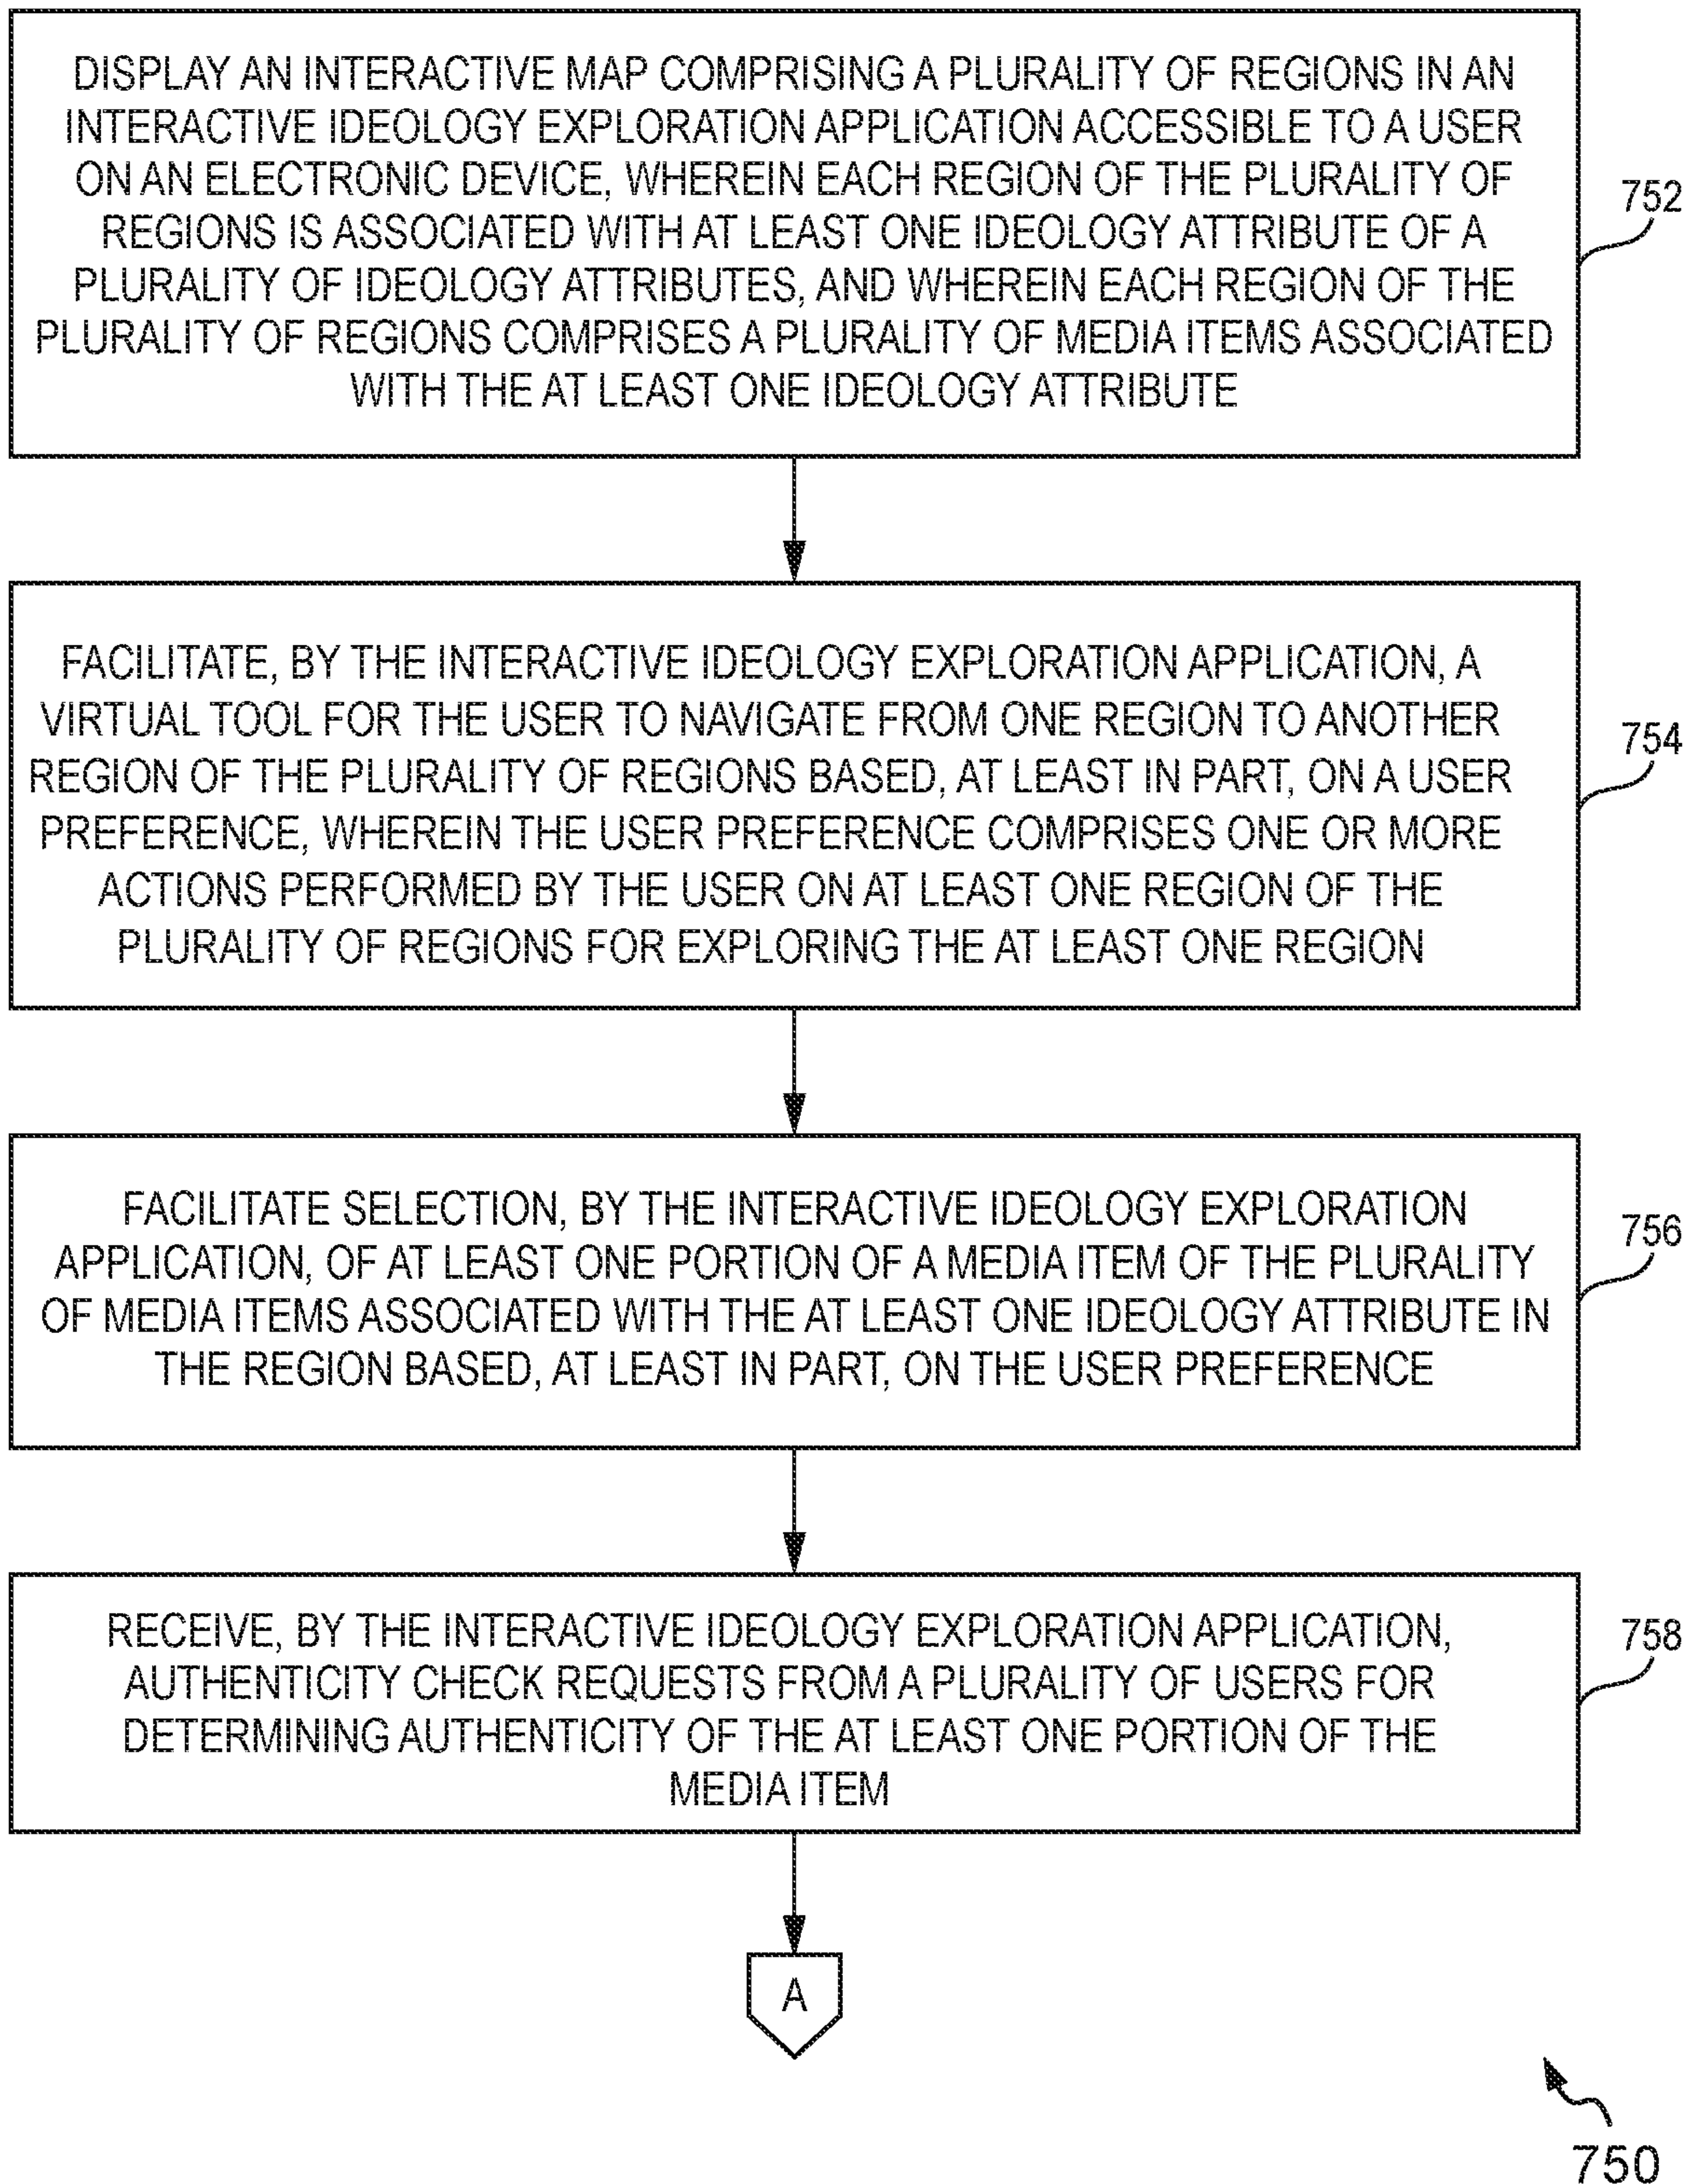 DISPLAY AN INTERACTIVE MAP COMPRISING A PLURALITY OF REGIONS IN AN
INTERACTIVE IDEOLOGY EXPLORATION APPLICATION ACCESSIBLE TO A USER
ON AN ELECTRONIC DEVICE, WHEREIN EACH REGION OF THE PLURALITY OF
REGIONS IS ASSOCIATED WITH AT LEAST ONE IDEOLOGY ATTRIBUTE OF A
PLURALITY OF IDEOLOGY ATTRIBUTES, AND WHEREIN EACH REGION OF THE
PLURALITY OF REGIONS COMPRISES A PLURALITY OF MEDIA ITEMS ASSOCIATED
WITH THE AT LEAST ONE IDEOLOGY ATTRIBUTE
752
FACILITATE, BY THE INTERACTIVE IDEOLOGY EXPLORATION APPLICATION, A
VIRTUAL TOOL FOR THE USER TO NAVIGATE FROM ONE REGION TO ANOTHER
REGION OF THE PLURALITY OF REGIONS BASED, AT LEAST IN PART, ON A USER
PREFERENCE, WHEREIN THE USER PREFERENCE COMPRISES ONE OR MORE
ACTIONS PERFORMED BY THE USER ON AT LEAST ONE REGION OF THE
PLURALITY OF REGIONS FOR EXPLORING THE AT LEAST ONE REGION
754
FACILITATE SELECTION, BY THE INTERACTIVE IDEOLOGY EXPLORATION
APPLICATION, OF AT LEAST ONE PORTION OF A MEDIA ITEM OF THE PLURALITY
OF MEDIA ITEMS ASSOCIATED WITH THE AT LEAST ONE IDEOLOGY ATTRIBUTE IN
THE REGION BASED, AT LEAST IN PART, ON THE USER PREFERENCE
756
RECEIVE, BY THE INTERACTIVE IDEOLOGY EXPLORATION APPLICATION,
AUTHENTICITY CHECK REQUESTS FROM A PLURALITY OF USERS FOR
DETERMINING AUTHENTICITY OF THE AT LEAST ONE PORTION OF THE
MEDIA ITEM
758
A
750